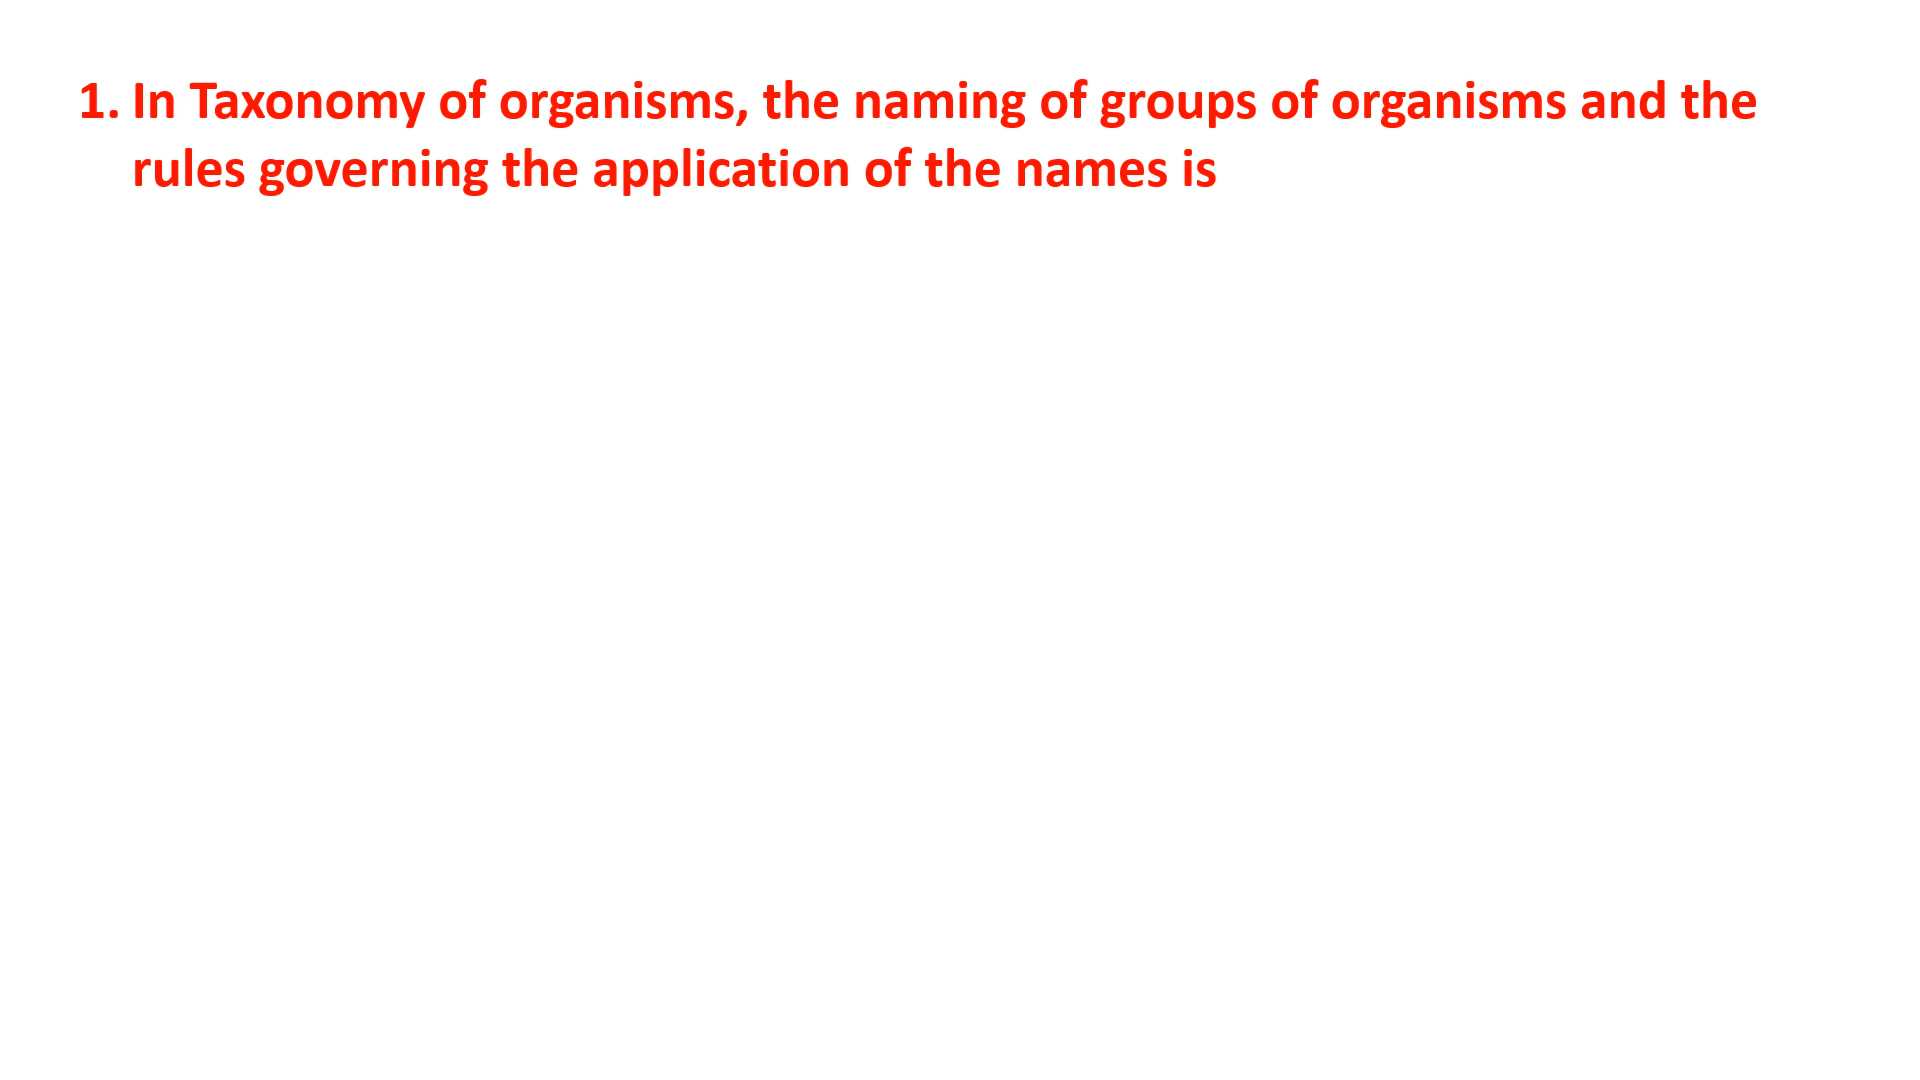 1. In Taxonomy of organisms, the naming of groups of organisms and the
rules governing the application of the names is